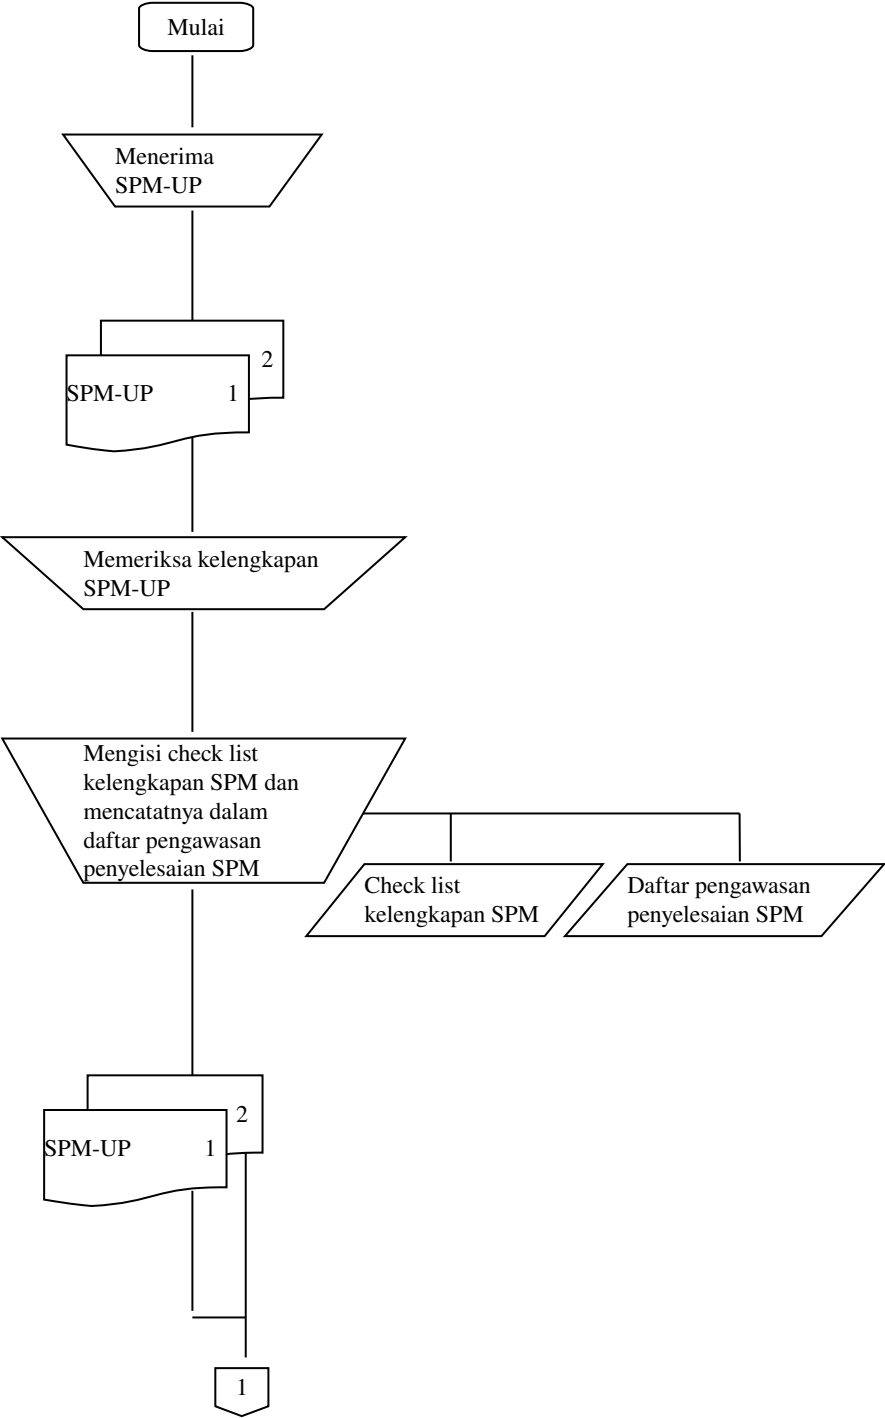 Mulai
Menerima
SPM-UP
2
SPM-UP 1
Memeriksa kelengkapan
SPM-UP
Mengisi check list
kelengkapan SPM dan
mencatatnya dalam
daftar pengawasan
penyelesaian SPM
Check list
kelengkapan SPM
Daftar pengawasan
penyelesaian SPM
2
SPM-UP 1
1